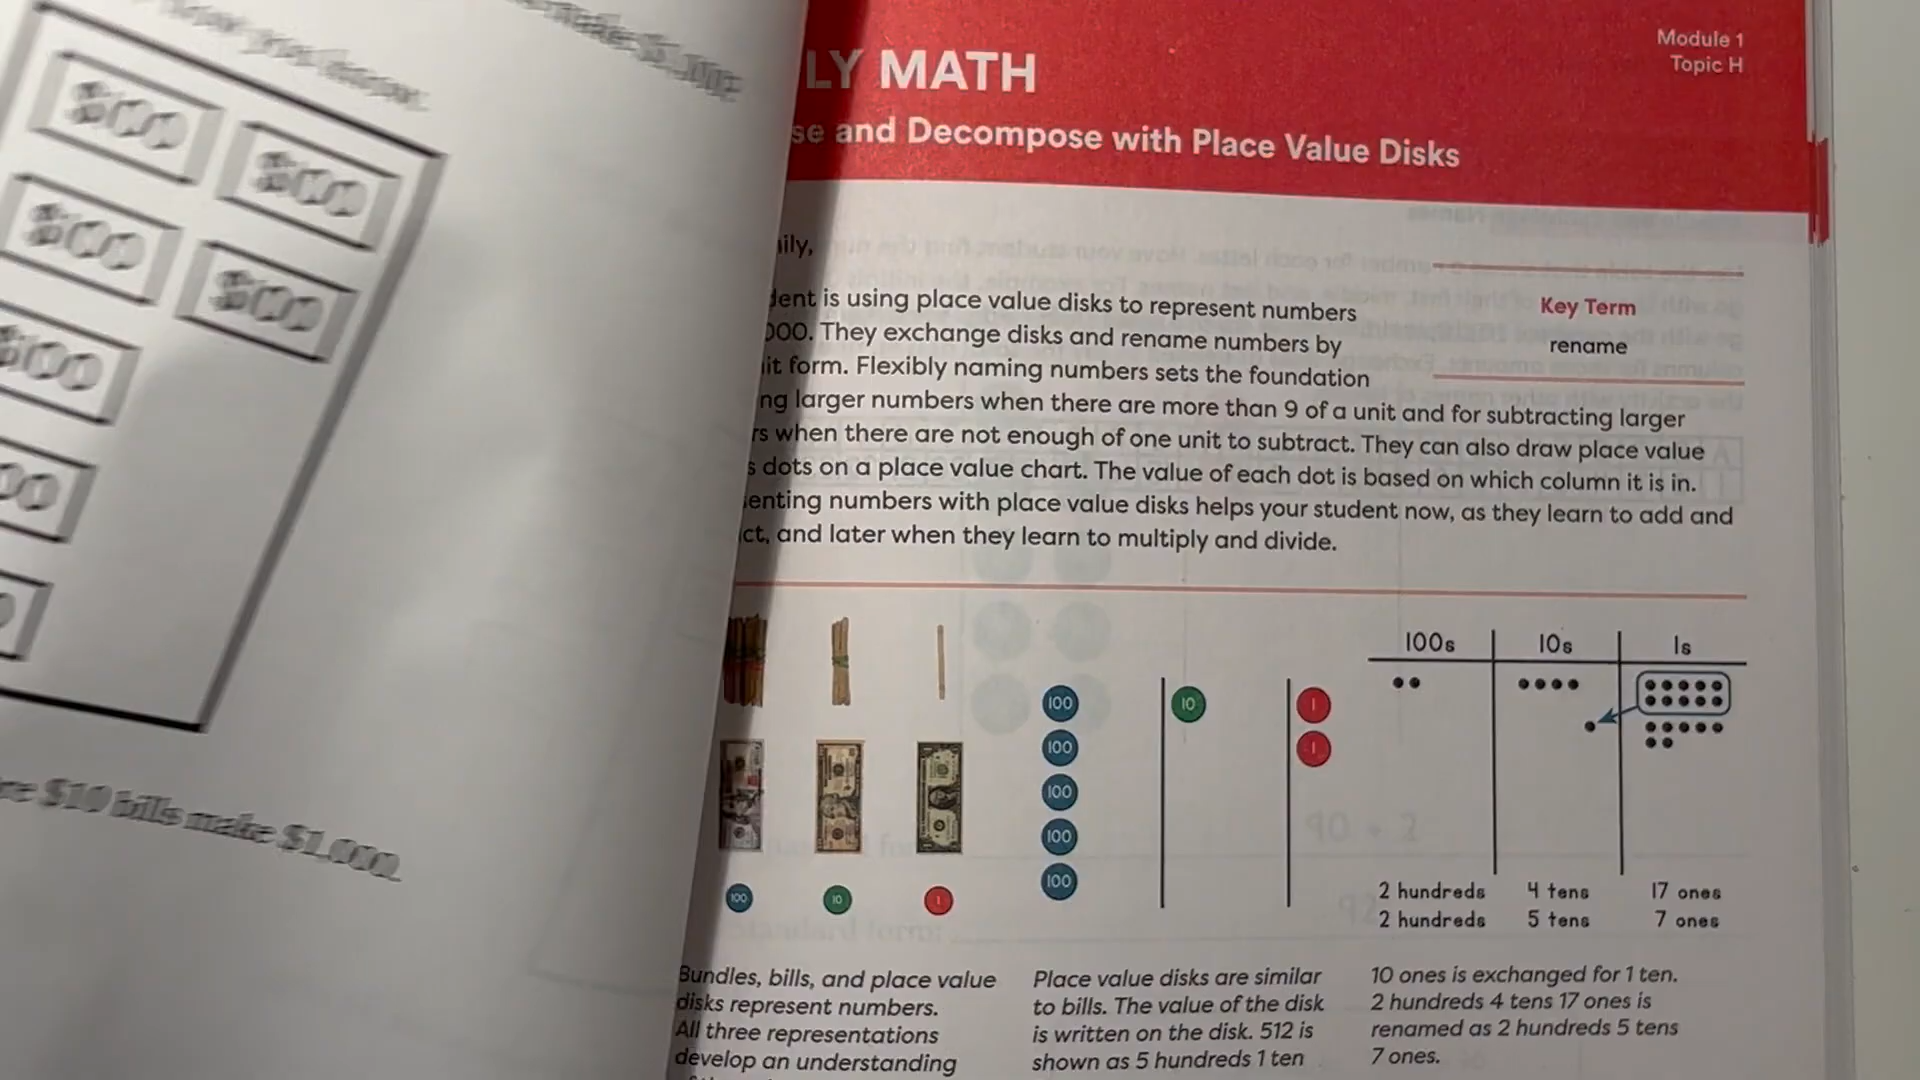 make $1,000.
$100 $100
$100 $100
$100
$10 bills make $1,000.
LY MATH
Module 1
Topic H
se and Decompose with Place Value Disks
ily,
dent is using place value disks to represent numbers
000. They exchange disks and rename numbers by
it form. Flexibly naming numbers sets the foundation
ng larger numbers when there are more than 9 of a unit and for subtracting larger
rs when there are not enough of one unit to subtract. They can also draw place value
s dots on a place value chart. The value of each dot is based on which column it is in.
enting numbers with place value disks helps your student now, as they learn to add and
ct, and later when they learn to multiply and divide.
Key Term
rename
100 10 1
100 10 1
100 1
100
100
100
100s 10s 1s
2 hundreds 4 tens 17 ones
2 hundreds 5 tens 7 ones
Bundles, bills, and place value
disks represent numbers.
All three representations
develop an understanding
Place value disks are similar
to bills. The value of the disk
is written on the disk. 512 is
shown as 5 hundreds 1 ten
10 ones is exchanged for 1 ten.
2 hundreds 4 tens 17 ones is
renamed as 2 hundreds 5 tens
7 ones.